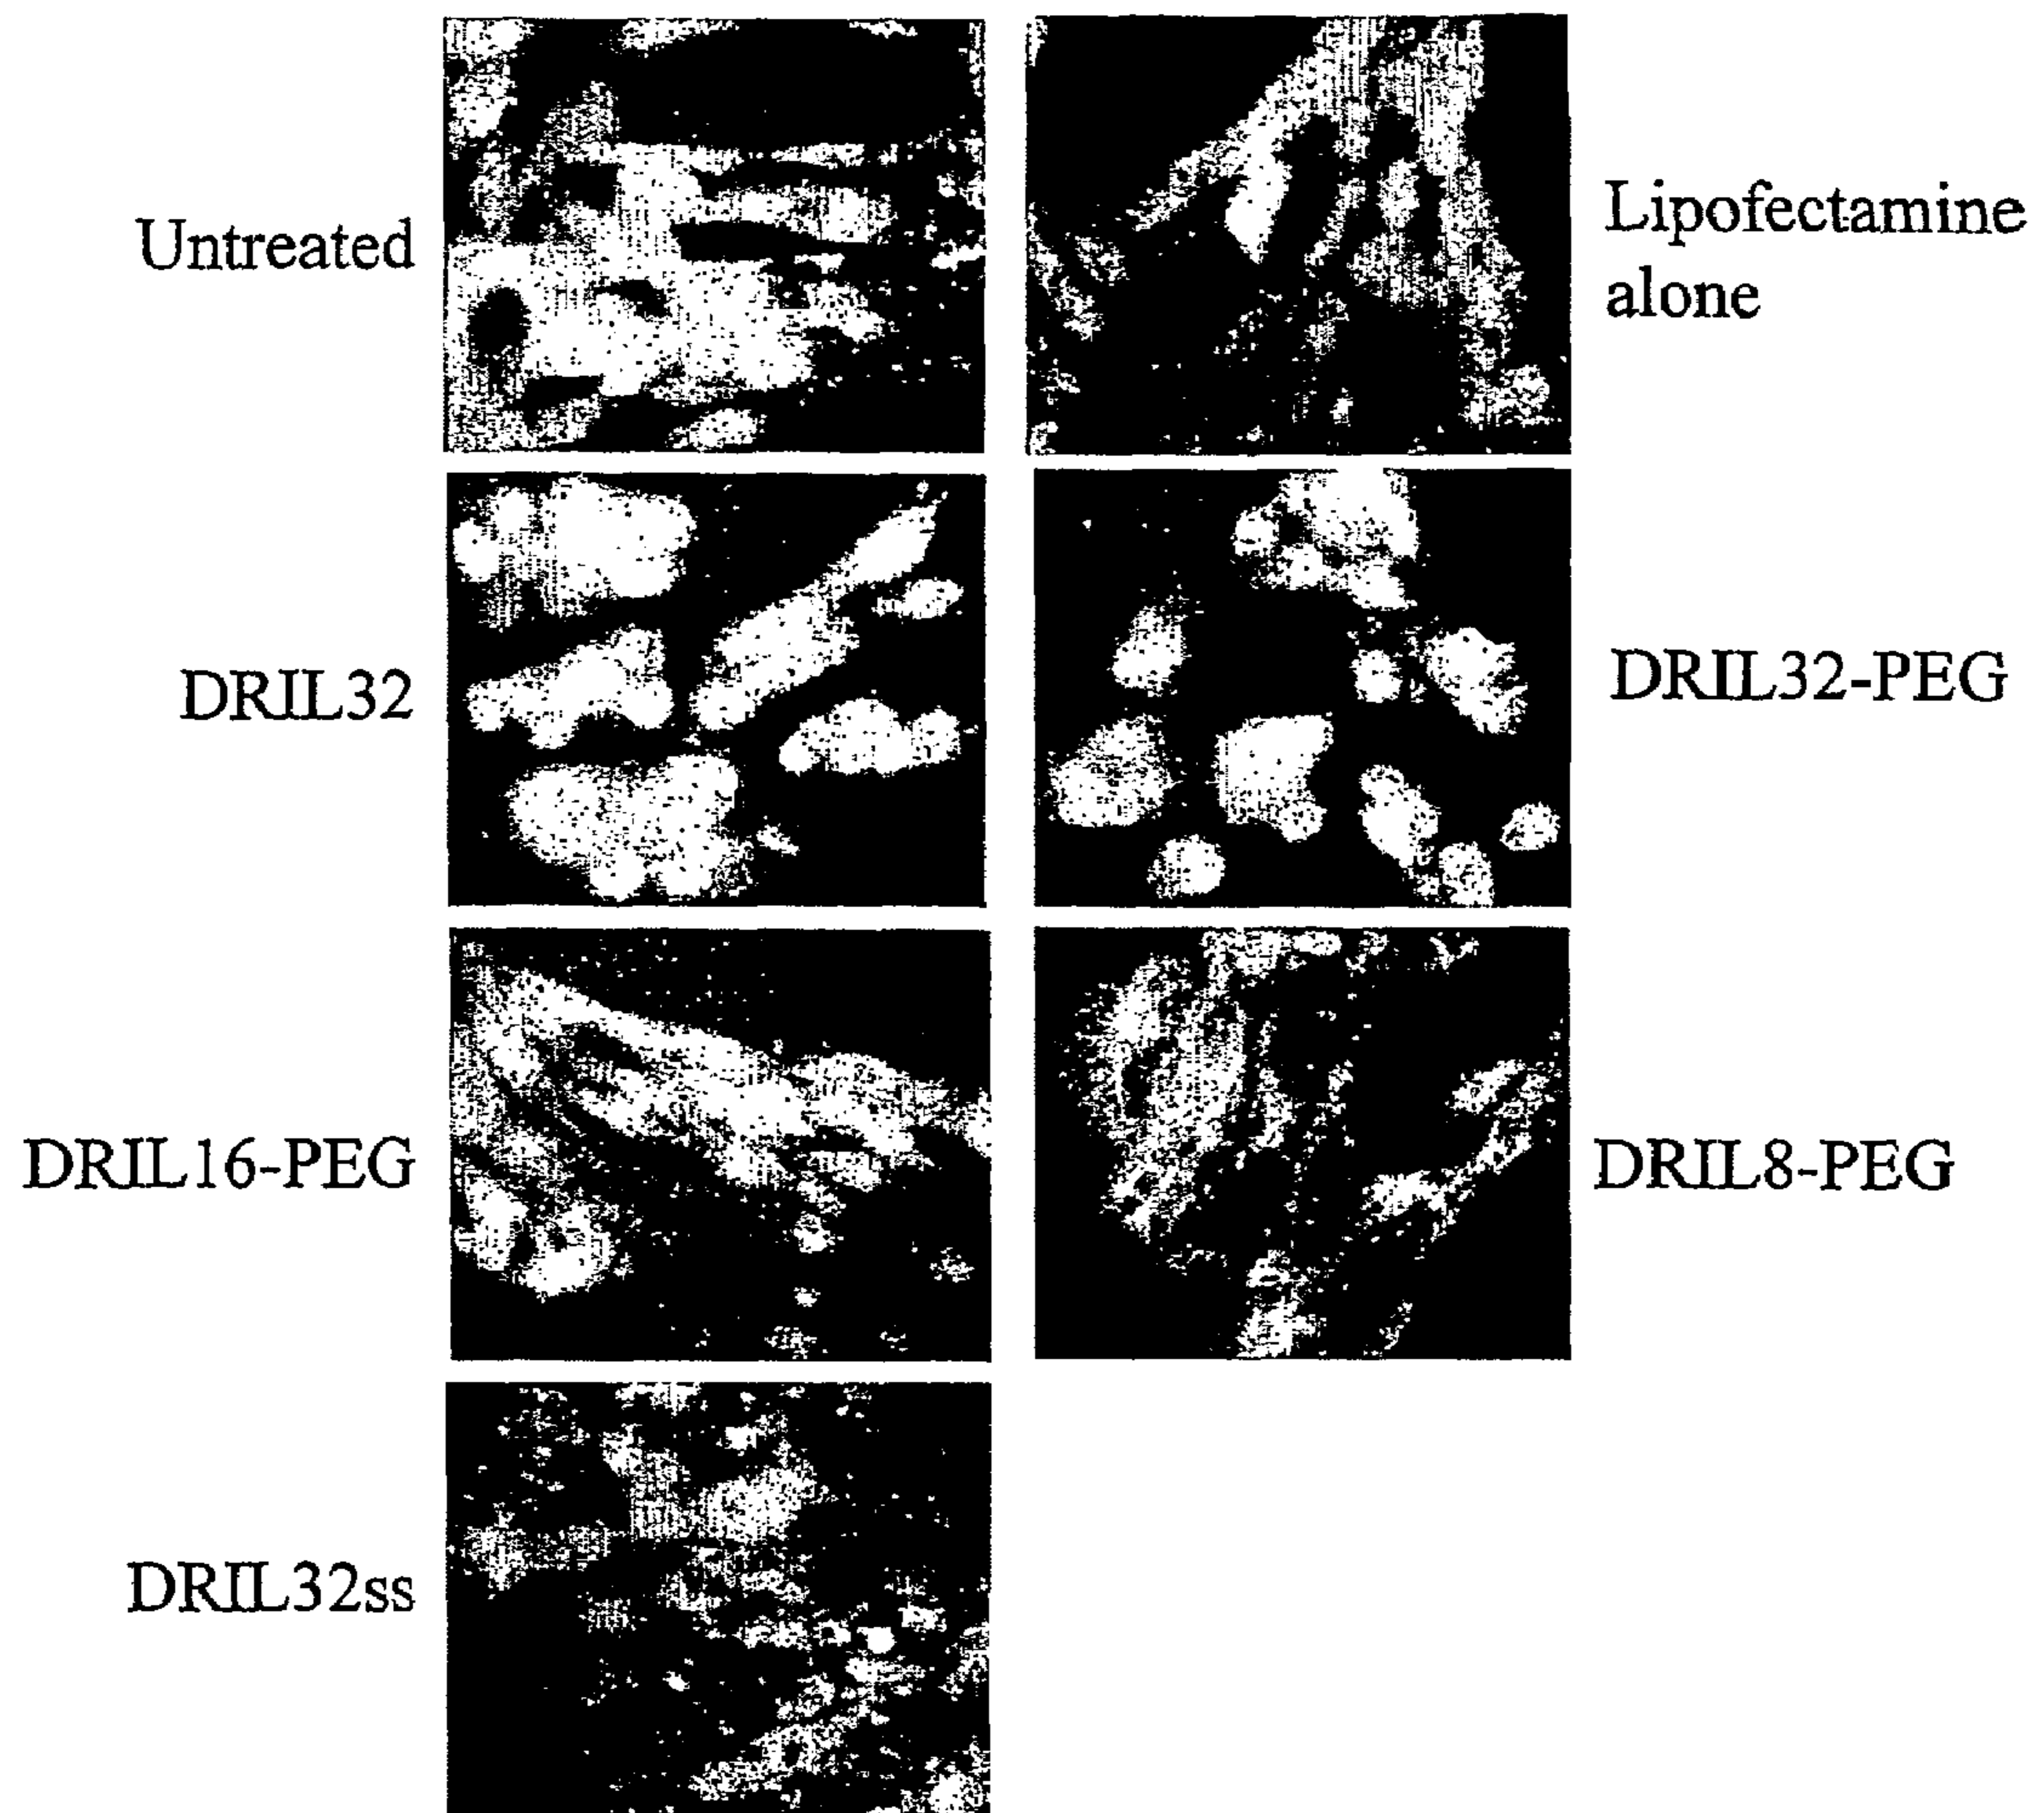 Untreated
Lipofectamine
alone
DRIL32
DRIL32-PEG
DRIL16-PEG
DRIL8-PEG
DRIL32ss